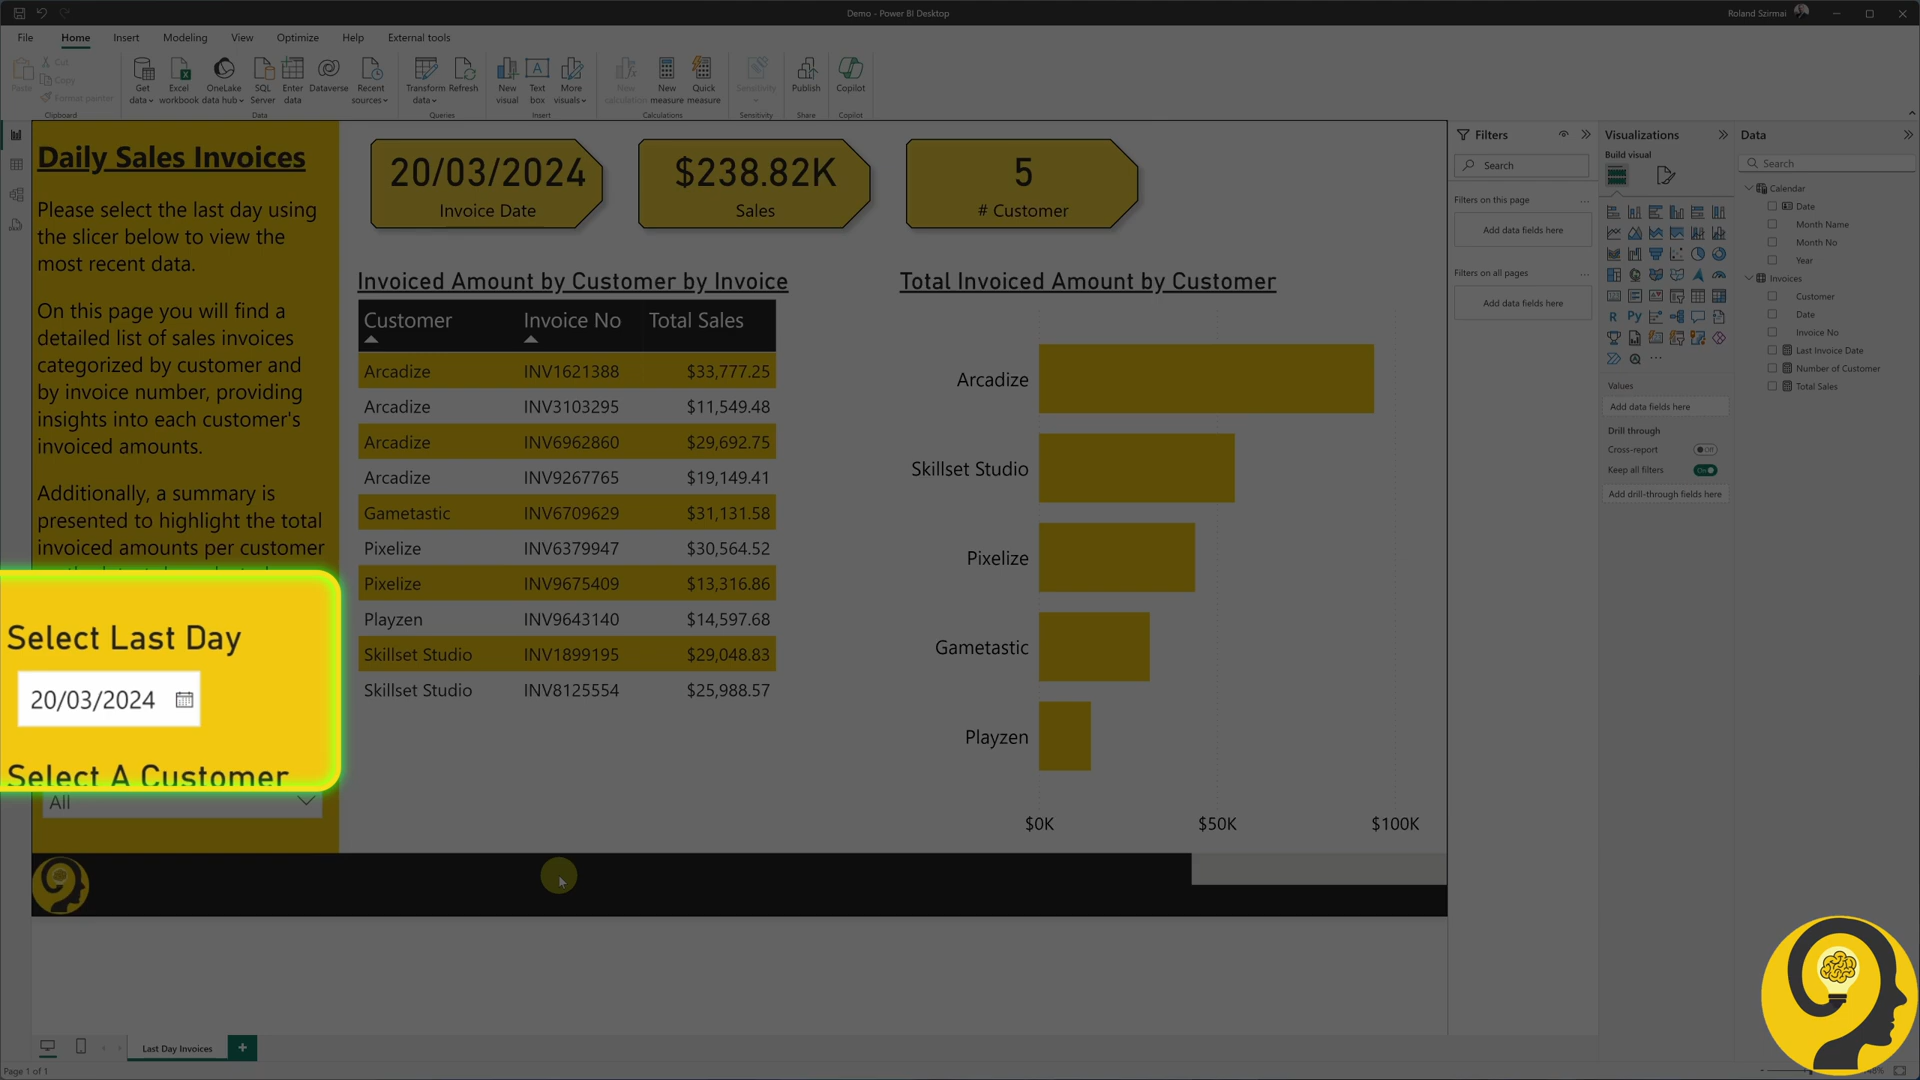 Demo - Power BI Desktop
Roland Szirmai
File Home Insert Modeling View Optimize Help External tools
Paste
Cut
Copy
Format painter
Get data
Excel workbook
OneLake data hub
SQL Server
Enter data
Dataverse
Recent sources
Transform data
Refresh
New visual
Text box
More visuals
New calculation
New measure
Quick measure
Sensitivity
Publish
Copilot
Clipboard
Data
Queries
Insert
Calculations
Sensitivity
Share
Copilot
Daily Sales Invoices
Please select the last day using
the slicer below to view the
most recent data.
On this page you will find a
detailed list of sales invoices
categorized by customer and
by invoice number, providing
insights into each customer's
invoiced amounts.
Additionally, a summary is
presented to highlight the total
invoiced amounts per customer
Select Last Day
20/03/2024
Select A Customer
All
20/03/2024
Invoice Date
$238.82K
Sales
5
# Customer
Invoiced Amount by Customer by Invoice
Customer Invoice No Total Sales
Arcadize INV1621388 $33,777.25
Arcadize INV3103295 $11,549.48
Arcadize INV6962860 $29,692.75
Arcadize INV9267765 $19,149.41
Gametastic INV6709629 $31,131.58
Pixelize INV6379947 $30,564.52
Pixelize INV9675409 $13,316.86
Playzen INV9643140 $14,597.68
Skillset Studio INV1899195 $29,048.83
Skillset Studio INV8125554 $25,988.57
Total Invoiced Amount by Customer
Arcadize
Skillset Studio
Pixelize
Gametastic
Playzen
$0K $50K $100K
Filters
Search
Filters on this page
Add data fields here
Filters on all pages
Add data fields here
Visualizations
Build visual
R Py
Values
Add data fields here
Drill through
Cross-report
Off
Keep all filters
On
Add drill-through fields here
Data
Search
Calendar
Date
Month Name
Month No
Year
Invoices
Customer
Date
Invoice No
Last Invoice Date
Number of Customer
Total Sales
Last Day Invoices
+
Page 1 of 1